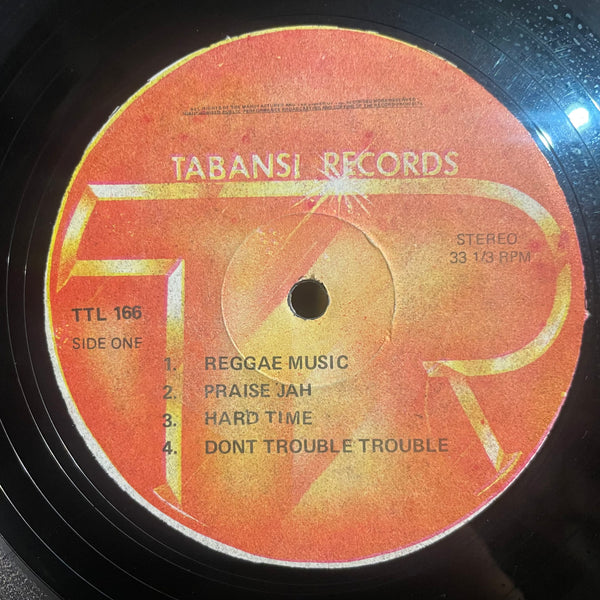 TABANSI RECORDS
STEREO
33 1/3 RPM
TTL 166
SIDE ONE
1. REGGAE MUSIC
2. PRAISE JAH
3. HARD TIME
4. DONT TROUBLE TROUBLE
TR